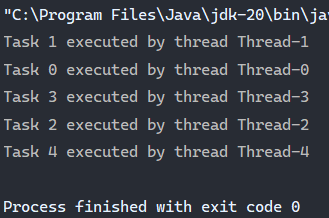 "C:\Program Files\Java\jdk-20\bin\jav
Task 1 executed by thread Thread-1
Task 0 executed by thread Thread-0
Task 3 executed by thread Thread-3
Task 2 executed by thread Thread-2
Task 4 executed by thread Thread-4
Process finished with exit code 0